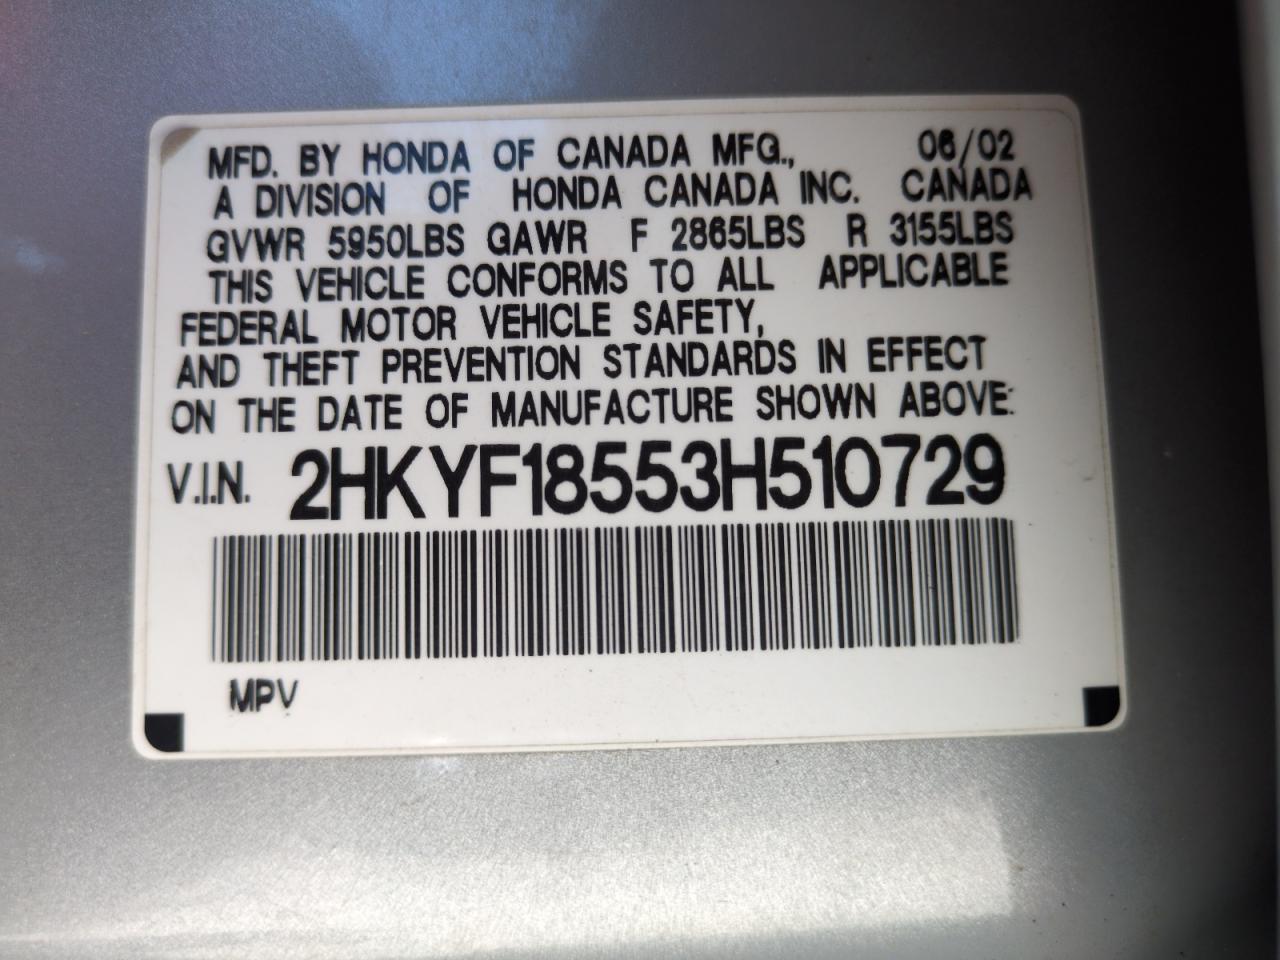 MFD. BY HONDA OF CANADA MFG., 06/02
A DIVISION OF HONDA CANADA INC. CANADA
GVWR 5950LBS GAWR F 2865LBS R 3155LBS
THIS VEHICLE CONFORMS TO ALL APPLICABLE
FEDERAL MOTOR VEHICLE SAFETY,
AND THEFT PREVENTION STANDARDS IN EFFECT
ON THE DATE OF MANUFACTURE SHOWN ABOVE:
V.I.N. 2HKYF18553H510729
MPV